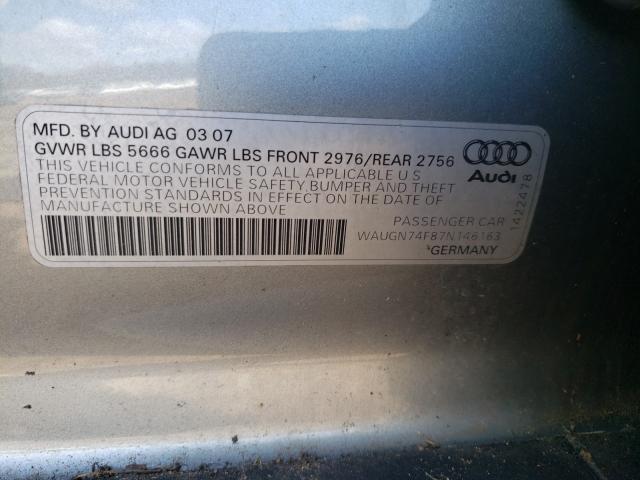 MFD. BY AUDI AG 03 07
GVWR LBS 5666 GAWR LBS FRONT 2976/REAR 2756
THIS VEHICLE CONFORMS TO ALL APPLICABLE U S
FEDERAL MOTOR VEHICLE SAFETY,BUMPER AND THEFT
PREVENTION STANDARDS IN EFFECT ON THE DATE OF
MANUFACTURE SHOWN ABOVE
PASSENGER CAR
WAUGN74F87N146163
GERMANY
Audi
1422478